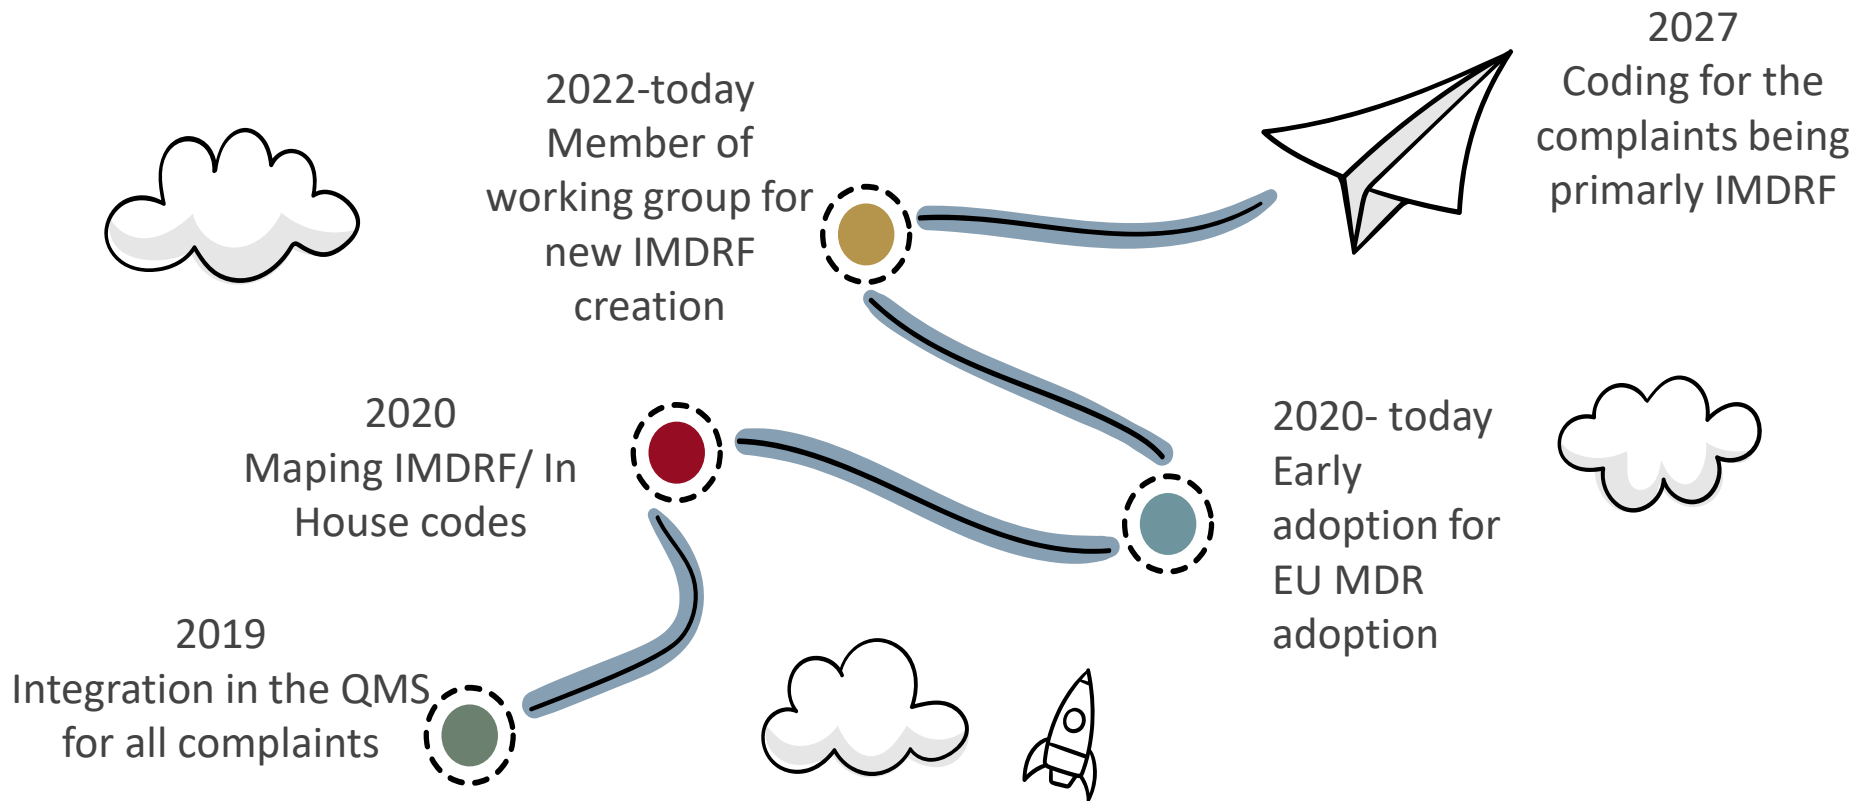 2019
Integration in the QMS
for all complaints
2020
Maping IMDRF/ In
House codes
2020- today
Early
adoption for
EU MDR
adoption
2022-today
Member of
working group for
new IMDRF
creation
2027
Coding for the
complaints being
primarly IMDRF